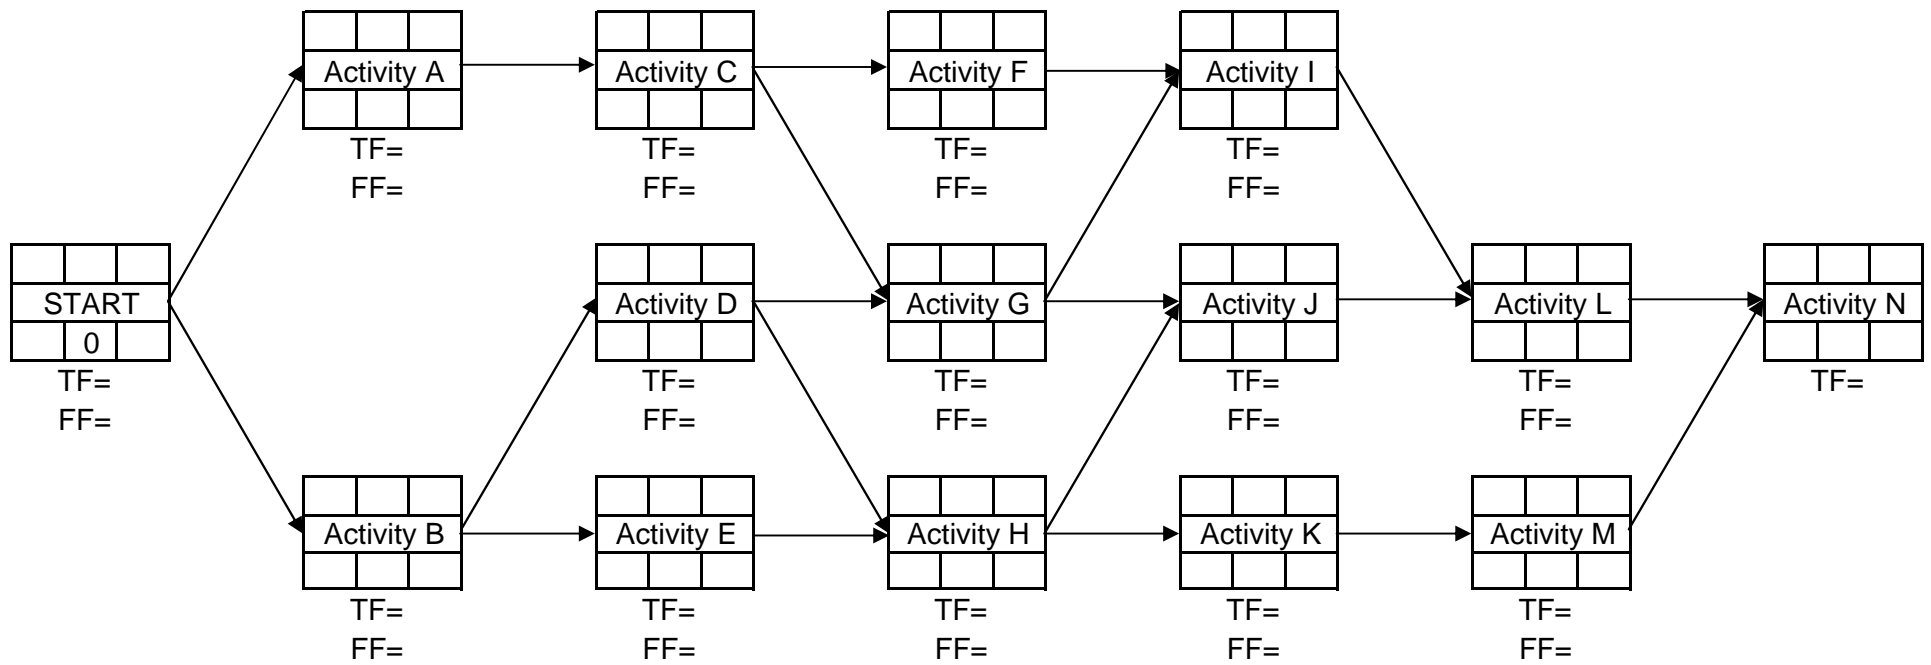 Activity A Activity C Activity F Activity I
TF= TF= TF= TF=
FF= FF= FF= FF=
START Activity D Activity G Activity J Activity L Activity N
0
TF= TF= TF= TF= TF= TF=
FF= FF= FF= FF= FF=
Activity B Activity E Activity H Activity K Activity M
TF= TF= TF= TF= TF=
FF= FF= FF= FF= FF=